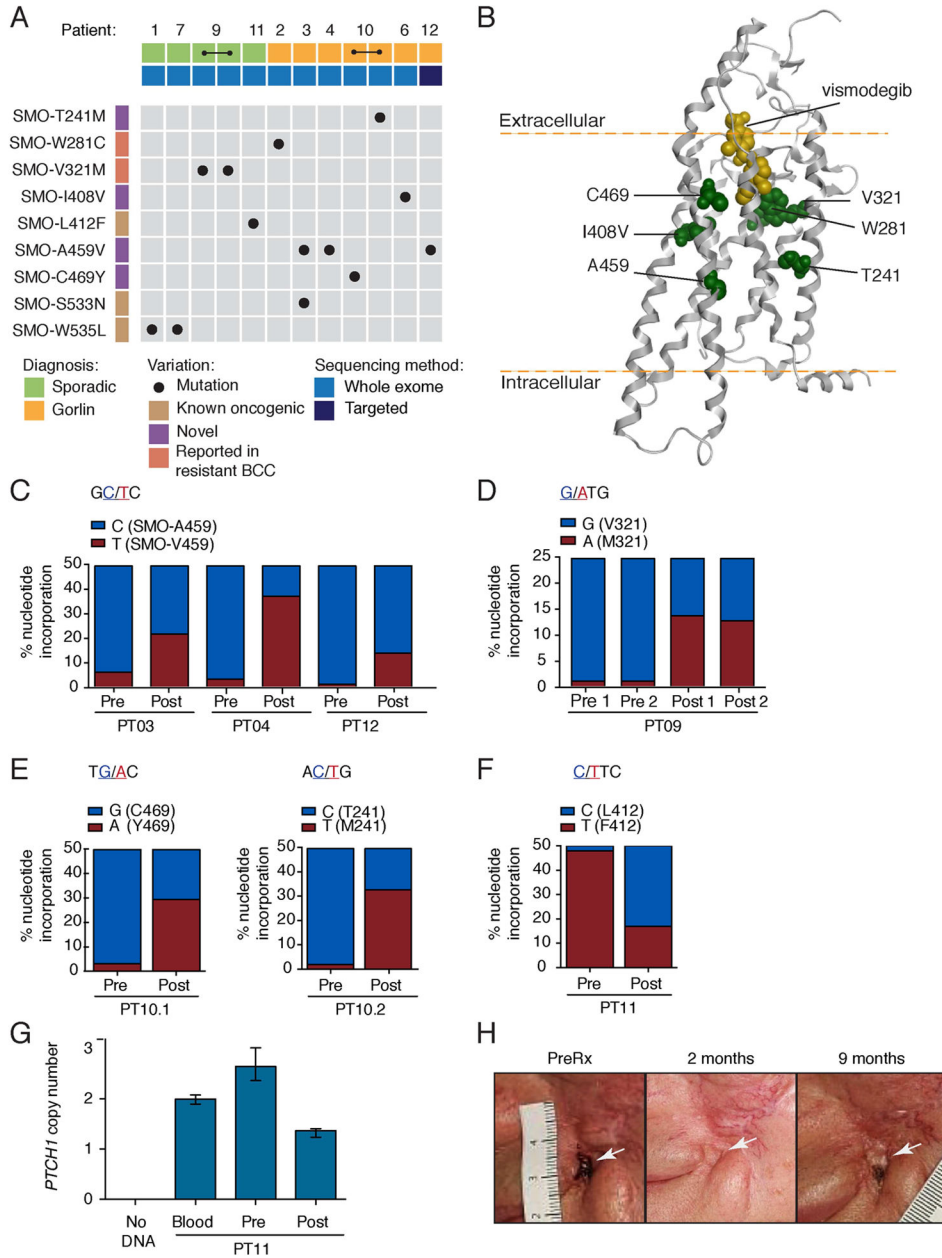 A
Patient:
1 7 9 11 2 3 4 10 6 12
SMO-T241M
SMO-W281C
SMO-V321M
SMO-I408V
SMO-L412F
SMO-A459V
SMO-C469Y
SMO-S533N
SMO-W535L
Diagnosis:
Sporadic
Gorlin
Variation:
Mutation
Known oncogenic
Novel
Reported in
resistant BCC
Sequencing method:
Whole exome
Targeted
B
vismodegib
Extracellular
C469
V321
I408V
W281
A459
T241
Intracellular
C
GC/TC
C (SMO-A459)
T (SMO-V459)
% nucleotide
incorporation
50
40
30
20
10
0
Pre Post Pre Post Pre Post
PT03 PT04 PT12
D
G/ATG
G (V321)
A (M321)
% nucleotide
incorporation
25
20
15
10
5
0
Pre 1 Pre 2 Post 1 Post 2
PT09
E
TG/AC
G (C469)
A (Y469)
% nucleotide
incorporation
50
40
30
20
10
0
Pre Post
PT10.1
AC/TG
C (T241)
T (M241)
% nucleotide
incorporation
50
40
30
20
10
0
Pre Post
PT10.2
F
C/TTC
C (L412)
T (F412)
% nucleotide
incorporation
50
40
30
20
10
0
Pre Post
PT11
G
PTCH1 copy number
3
2
1
0
No
DNA
Blood Pre Post
PT11
H
PreRx 2 months 9 months
4
3
2